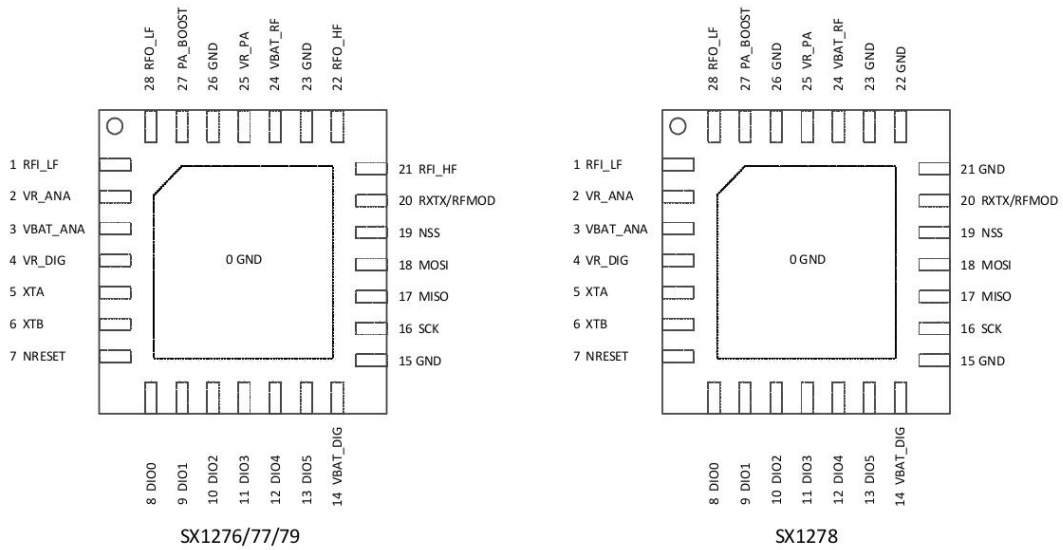 28 RFO_LF
27 PA_BOOST
26 GND
25 VR_PA
24 VBAT_RF
23 GND
22 RFO_HF
1 RFI_LF
2 VR_ANA
3 VBAT_ANA
4 VR_DIG
5 XTA
6 XTB
7 NRESET
0 GND
21 RFI_HF
20 RXTX/RFMOD
19 NSS
18 MOSI
17 MISO
16 SCK
15 GND
8 DIO0
9 DIO1
10 DIO2
11 DIO3
12 DIO4
13 DIO5
14 VBAT_DIG
SX1276/77/79
28 RFO_LF
27 PA_BOOST
26 GND
25 VR_PA
24 VBAT_RF
23 GND
22 GND
1 RFI_LF
2 VR_ANA
3 VBAT_ANA
4 VR_DIG
5 XTA
6 XTB
7 NRESET
0 GND
21 GND
20 RXTX/RFMOD
19 NSS
18 MOSI
17 MISO
16 SCK
15 GND
8 DIO0
9 DIO1
10 DIO2
11 DIO3
12 DIO4
13 DIO5
14 VBAT_DIG
SX1278